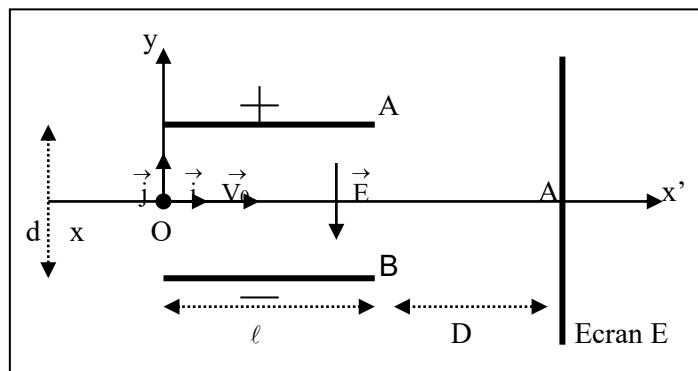 y
+ A
→ → → →
j i V₀ E A x'
d x O
B
—
ℓ D Ecran E